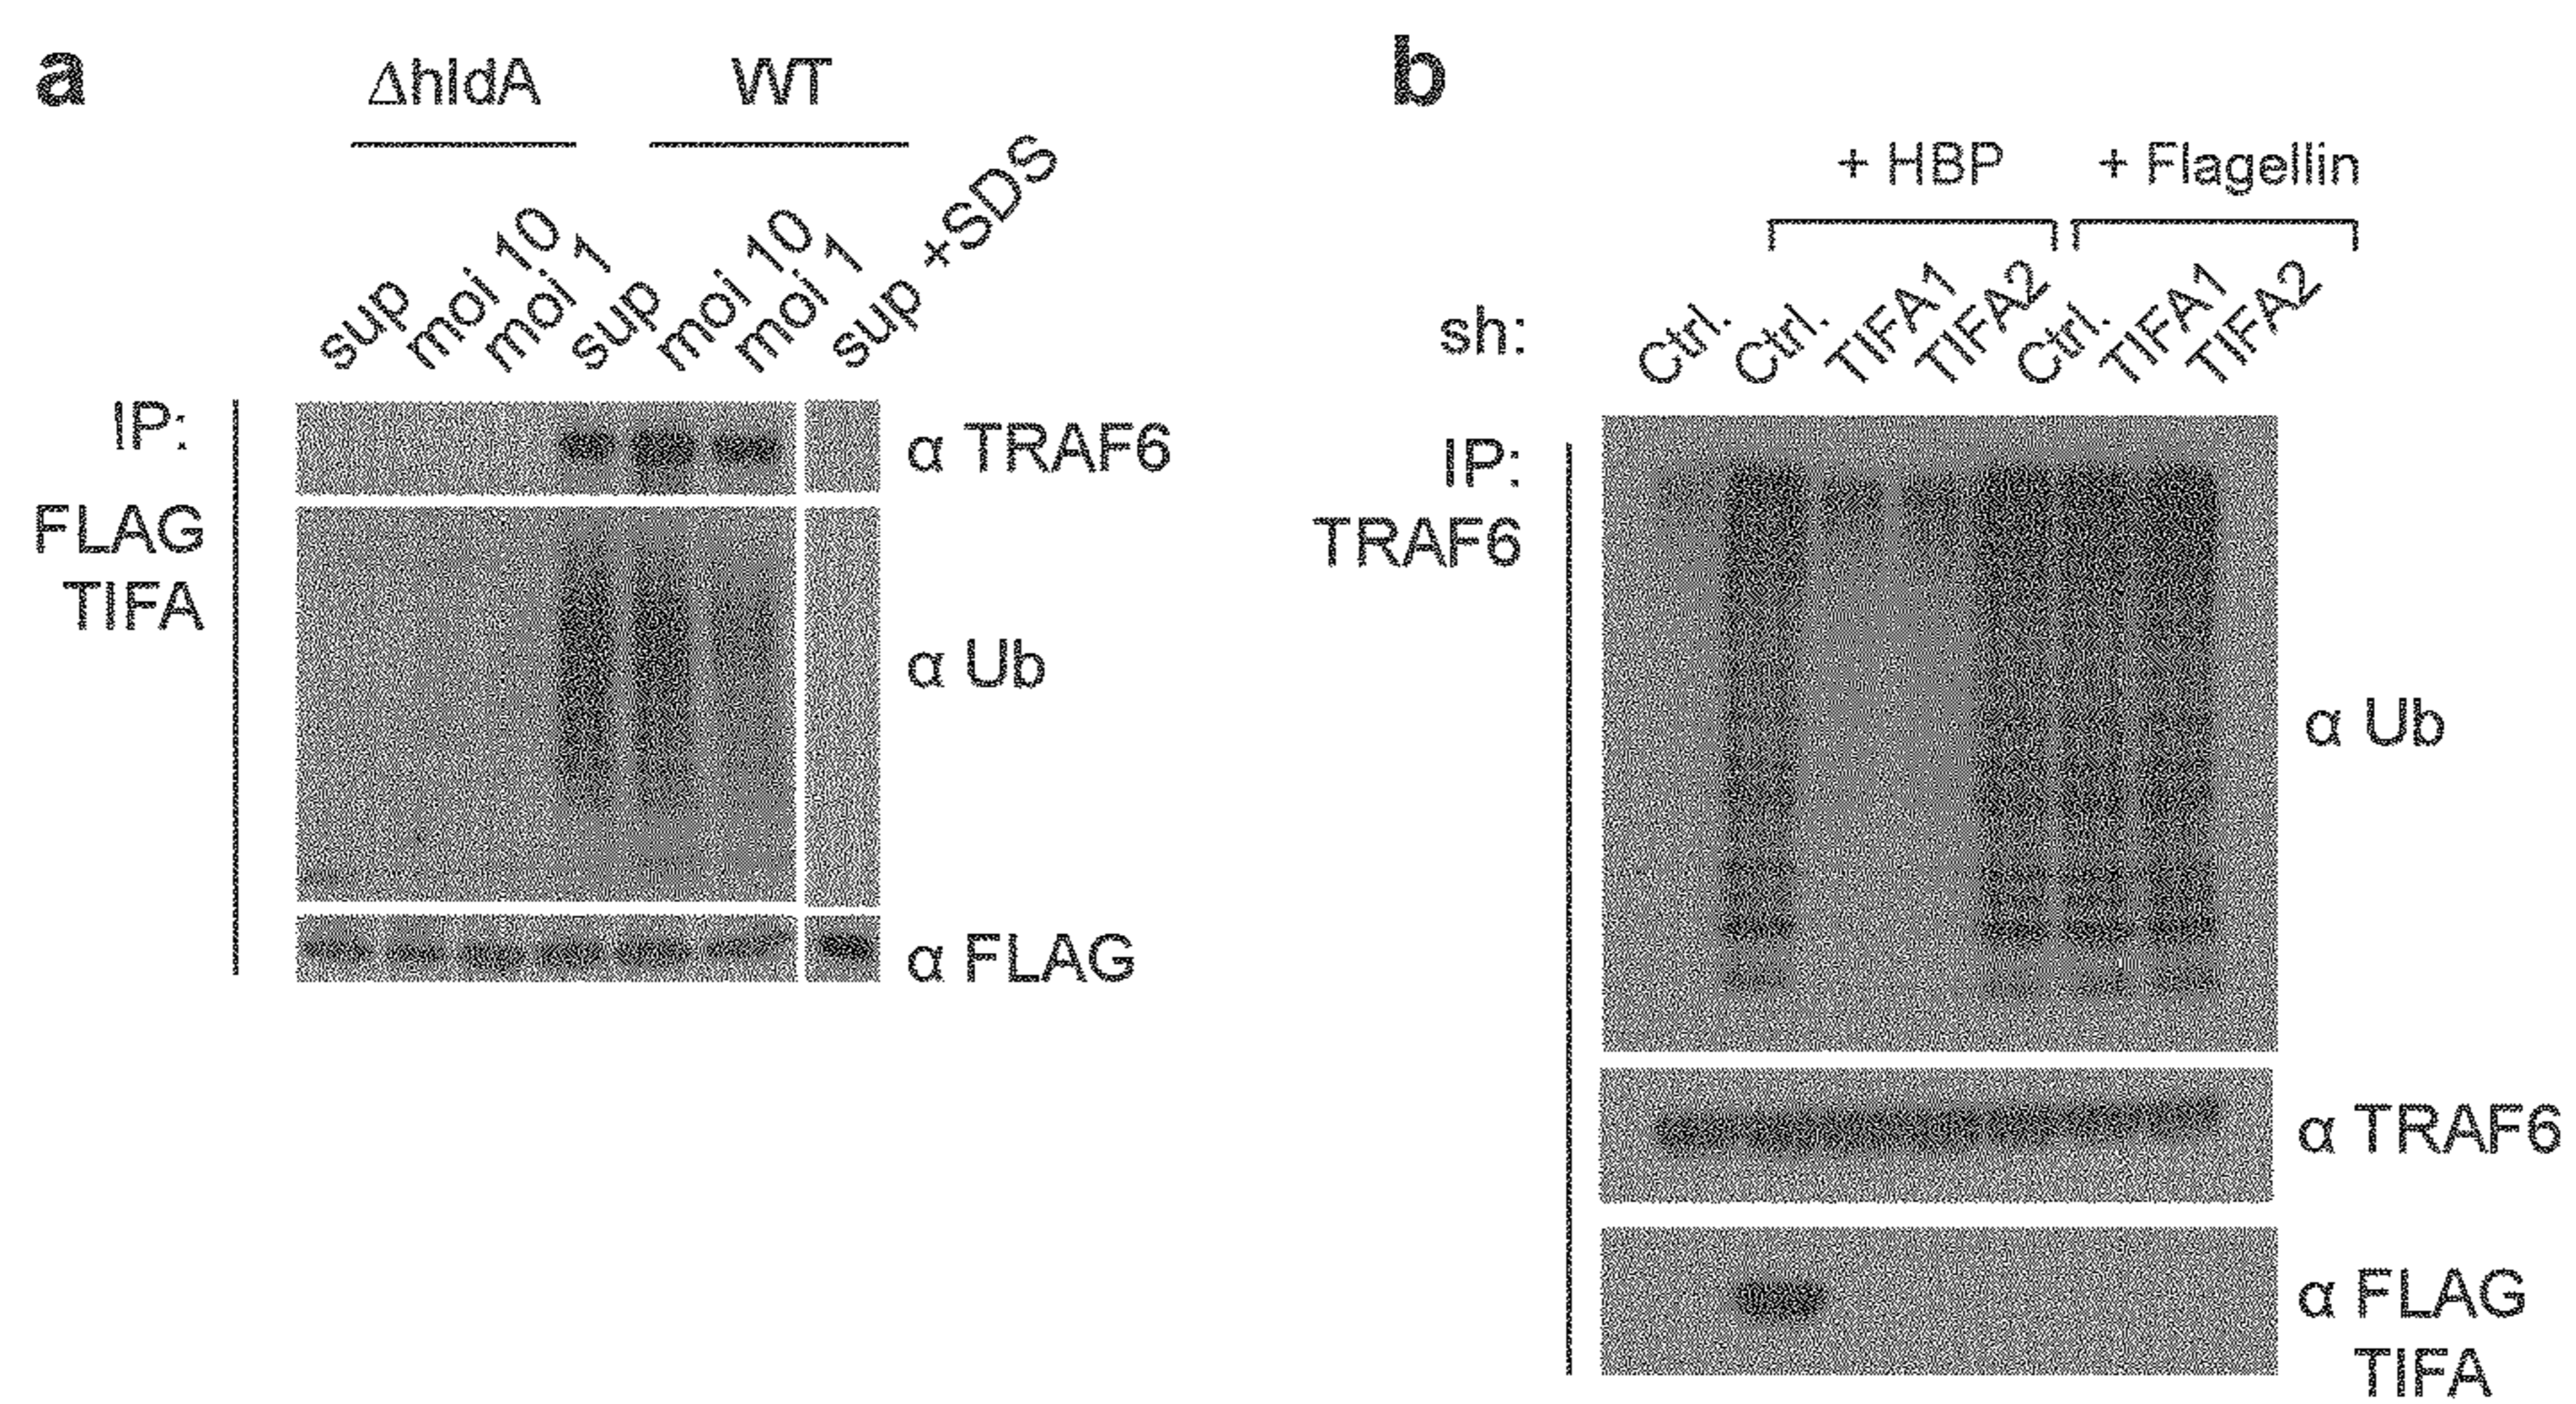 a
ΔhldA WT
sup
moi 10
moi 1
sup
moi 10
moi 1
sup +SDS
IP:
FLAG
TIFA
α TRAF6
α Ub
α FLAG
b
+ HBP + Flagellin
sh:
Ctrl.
Ctrl.
TIFA1
TIFA2
Ctrl.
TIFA1
TIFA2
IP:
TRAF6
α Ub
α TRAF6
α FLAG
TIFA